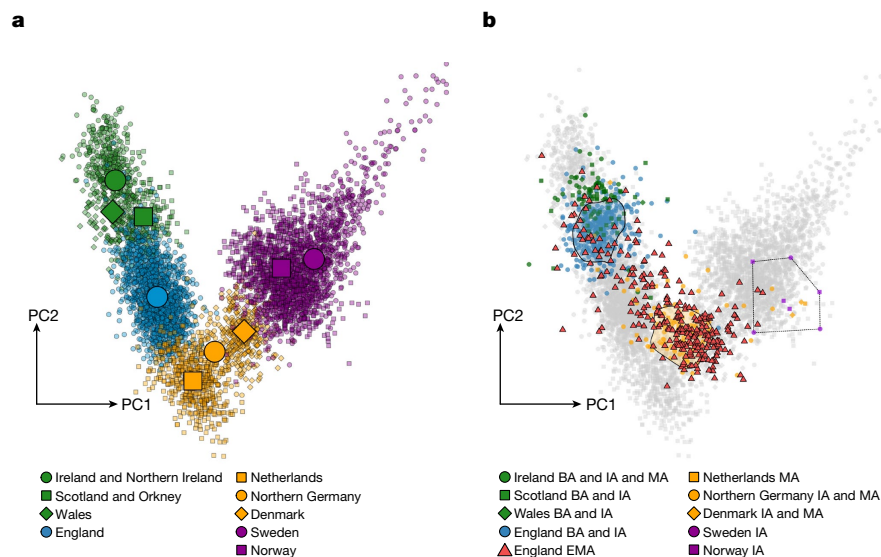 a
PC2
PC1
Ireland and Northern Ireland
Scotland and Orkney
Wales
England
Netherlands
Northern Germany
Denmark
Sweden
Norway
b
PC2
PC1
Ireland BA and IA and MA
Scotland BA and IA
Wales BA and IA
England BA and IA
England EMA
Netherlands MA
Northern Germany IA and MA
Denmark IA and MA
Sweden IA
Norway IA